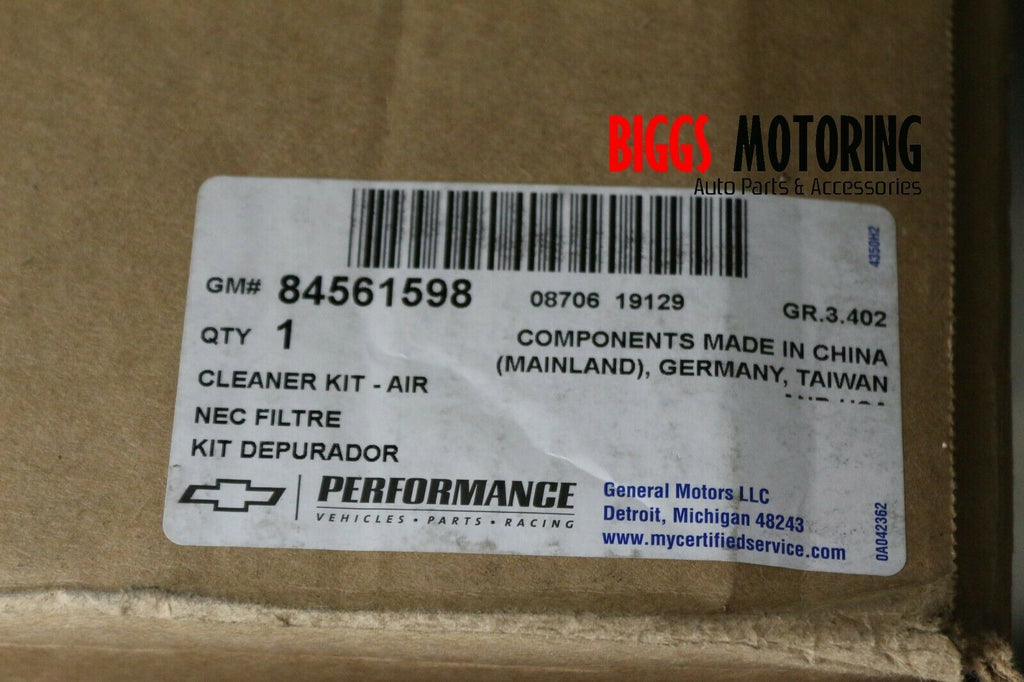 BIGGS MOTORING
Auto Parts & Accessories
4350H2
GM# 84561598
08706 19129
GR.3.402
QTY 1
COMPONENTS MADE IN CHINA
(MAINLAND), GERMANY, TAIWAN
CLEANER KIT - AIR
NEC FILTRE
KIT DEPURADOR
PERFORMANCE
VEHICLES • PARTS • RACING
General Motors LLC
Detroit, Michigan 48243
www.mycertifiedservice.com
0A042362